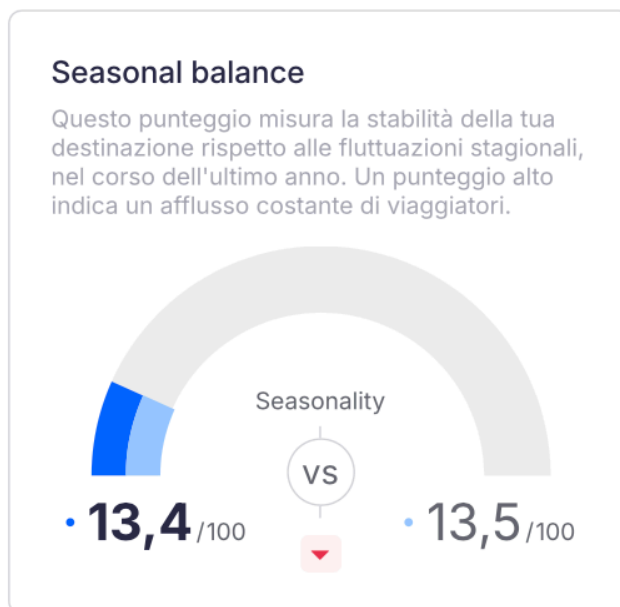 Seasonal balance
Questo punteggio misura la stabilità della tua
destinazione rispetto alle fluttuazioni stagionali,
nel corso dell'ultimo anno. Un punteggio alto
indica un afflusso costante di viaggiatori.
Seasonality
VS
13,4/100
13,5/100